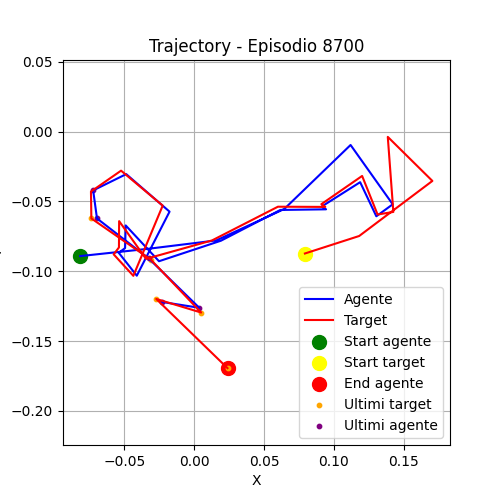 Trajectory - Episodio 8700
0.05
0.00
−0.05
−0.10
−0.15
−0.20
Agente
Target
Start agente
Start target
End agente
Ultimi target
Ultimi agente
−0.05
0.00
0.05
0.10
0.15
X